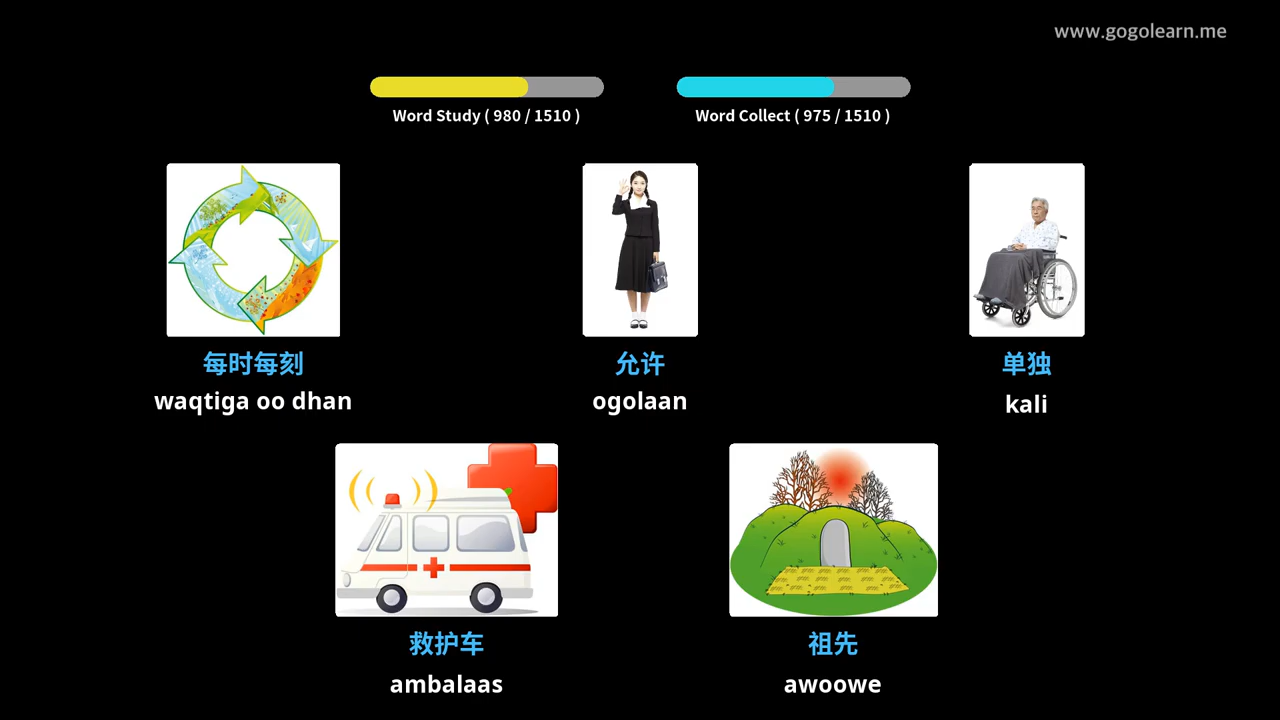 www.gogolearn.me
Word Study ( 980 / 1510 )
Word Collect ( 975 / 1510 )
每时每刻
允许
单独
waqtiga oo dhan
ogolaan
kali
救护车
祖先
ambalaas
awoowe